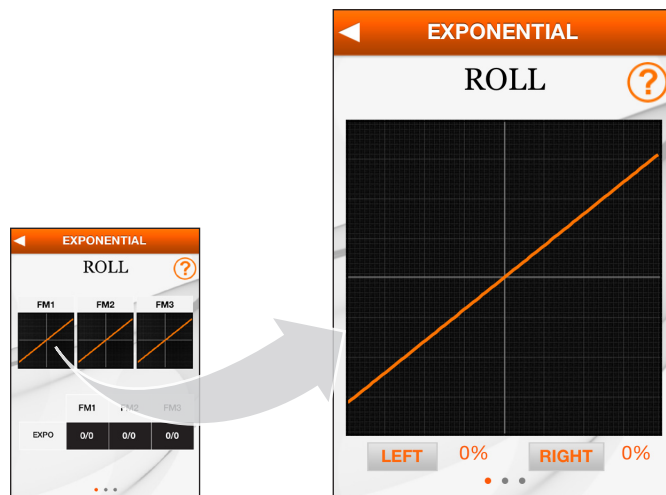 EXPONENTIAL
ROLL
?
FM1 FM2 FM3
FM1 FM2 FM3
EXPO 0/0 0/0 0/0
EXPONENTIAL
ROLL
?
LEFT 0% RIGHT 0%